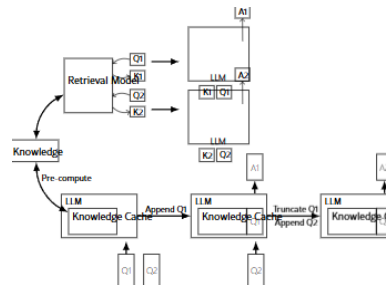 A1
Q1
Retrieval Model
K1
Q2
K2
LLM
A2
K1 Q1
LLM
K2 Q2
Knowledge
Pre-compute
A1
LLM
Knowledge Cache
Append Q1
LLM
Knowledge Cache
Q1
Truncate Q1
Append Q2
LLM
Knowledge
Q1
Q2
Q2